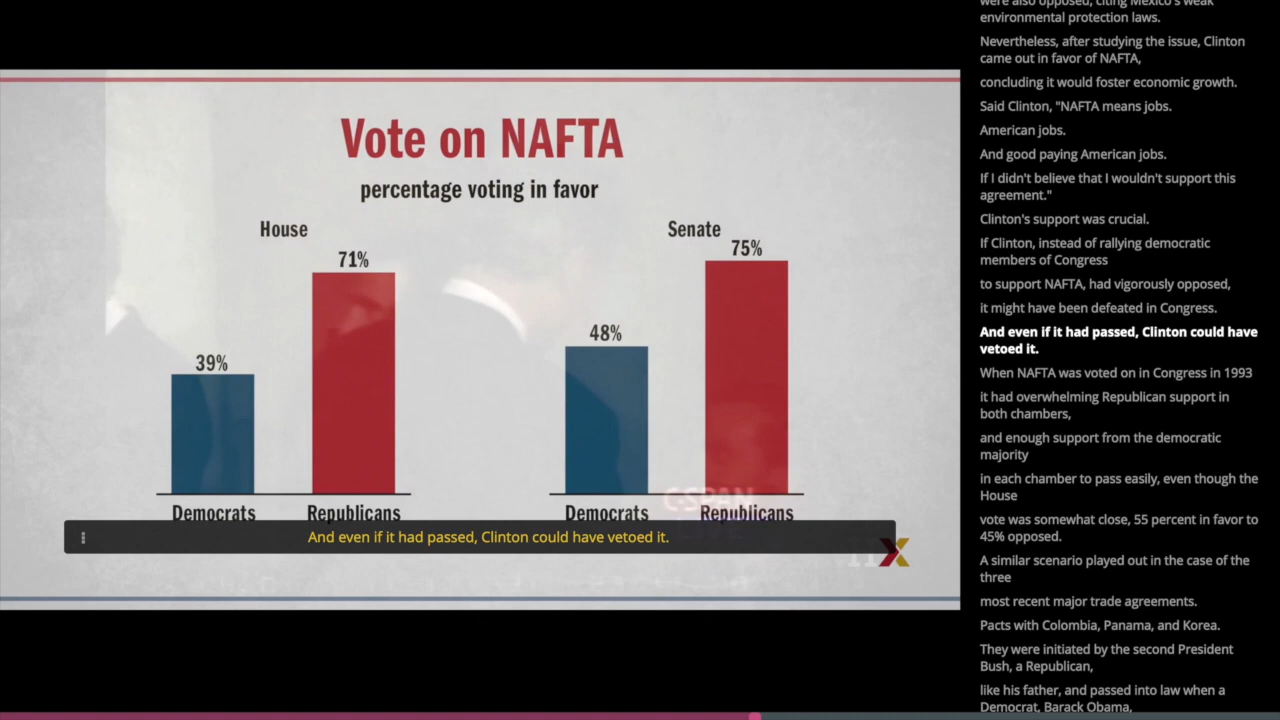 Vote on NAFTA
percentage voting in favor
House
Senate
71%
75%
39%
48%
Democrats
Republicans
Democrats
Republicans
C-SPAN
LIVE
And even if it had passed, Clinton could have vetoed it.
X
were also opposed, citing Mexico's weak
environmental protection laws.
Nevertheless, after studying the issue, Clinton
came out in favor of NAFTA,
concluding it would foster economic growth.
Said Clinton, "NAFTA means jobs.
American jobs.
And good paying American jobs.
If I didn't believe that I wouldn't support this
agreement."
Clinton's support was crucial.
If Clinton, instead of rallying democratic
members of Congress
to support NAFTA, had vigorously opposed,
it might have been defeated in Congress.
And even if it had passed, Clinton could have
vetoed it.
When NAFTA was voted on in Congress in 1993
it had overwhelming Republican support in
both chambers,
and enough support from the democratic
majority
in each chamber to pass easily, even though the
House
vote was somewhat close, 55 percent in favor to
45% opposed.
A similar scenario played out in the case of the
three
most recent major trade agreements.
Pacts with Colombia, Panama, and Korea.
They were initiated by the second President
Bush, a Republican,
like his father, and passed into law when a
Democrat, Barack Obama,